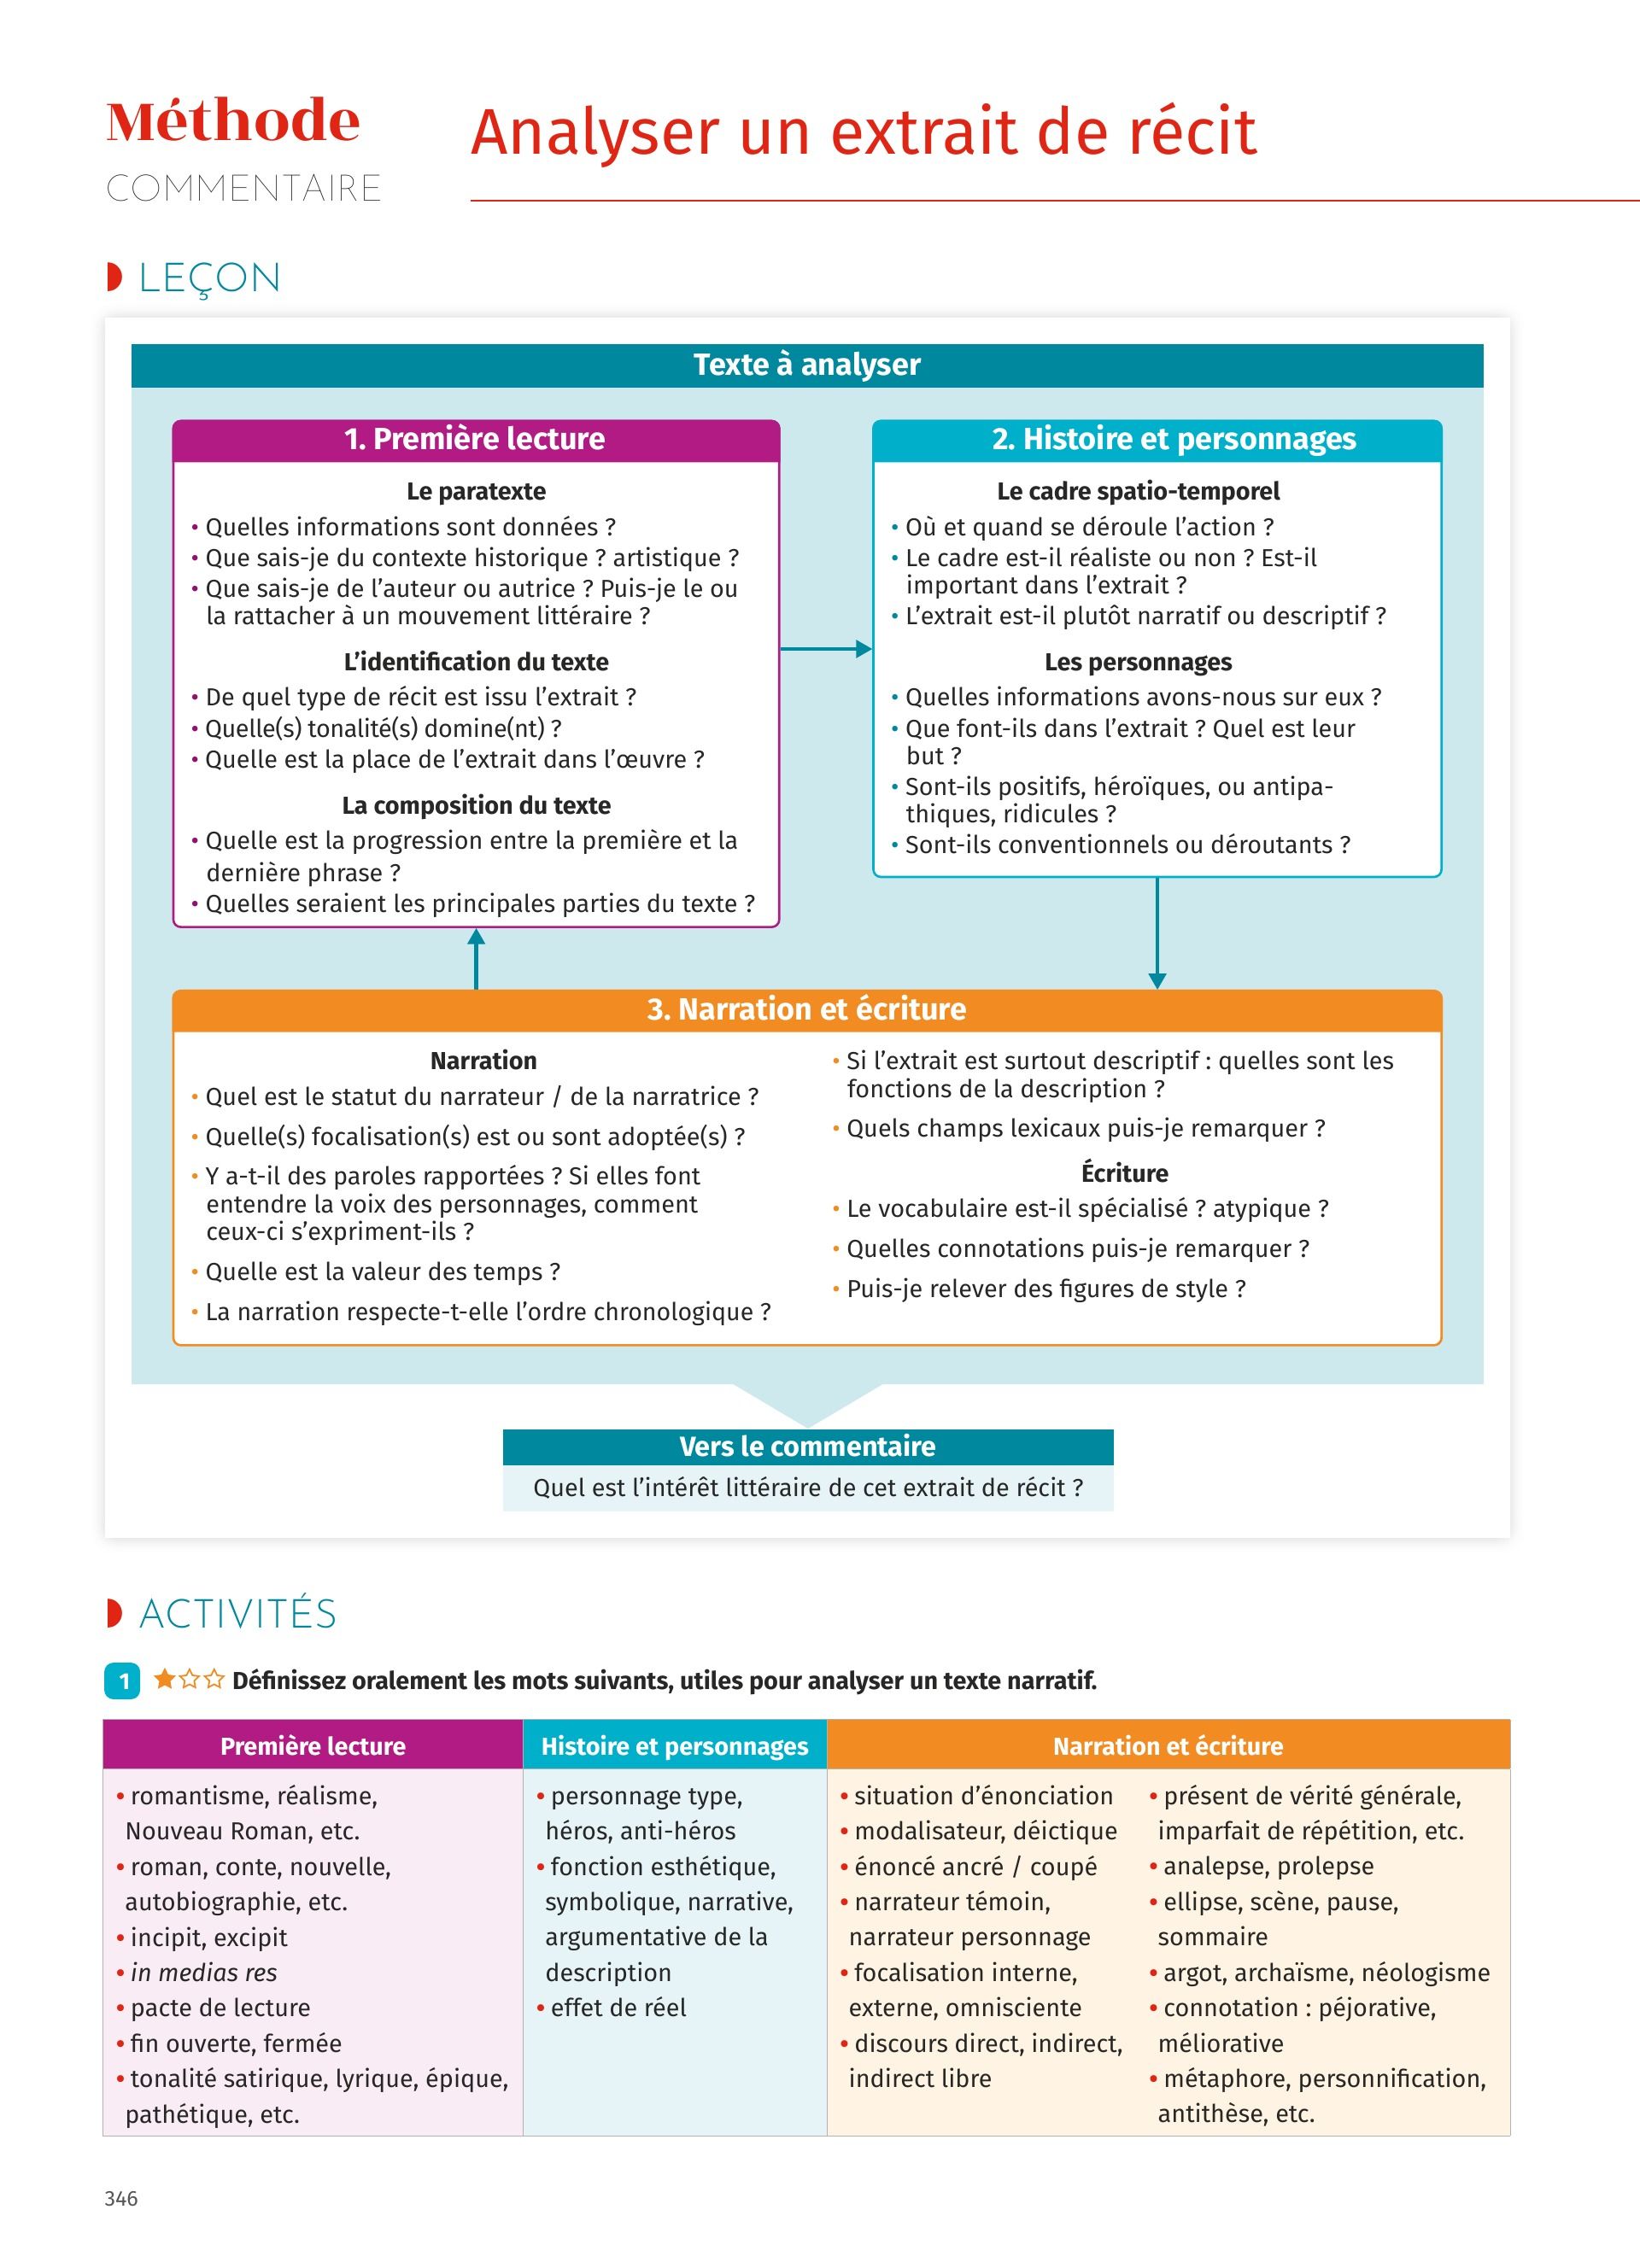 Méthode
COMMENTAIRE
Analyser un extrait de récit
LEÇON
Texte à analyser
1. Première lecture
Le paratexte
• Quelles informations sont données ?
• Que sais-je du contexte historique ? artistique ?
• Que sais-je de l’auteur ou autrice ? Puis-je le ou
la rattacher à un mouvement littéraire ?
L’identification du texte
• De quel type de récit est issu l’extrait ?
• Quelle(s) tonalité(s) domine(nt) ?
• Quelle est la place de l’extrait dans l’œuvre ?
La composition du texte
• Quelle est la progression entre la première et la
dernière phrase ?
• Quelles seraient les principales parties du texte ?
2. Histoire et personnages
Le cadre spatio-temporel
• Où et quand se déroule l’action ?
• Le cadre est-il réaliste ou non ? Est-il
important dans l’extrait ?
• L’extrait est-il plutôt narratif ou descriptif ?
Les personnages
• Quelles informations avons-nous sur eux ?
• Que font-ils dans l’extrait ? Quel est leur
but ?
• Sont-ils positifs, héroïques, ou antipa-
thiques, ridicules ?
• Sont-ils conventionnels ou déroutants ?
3. Narration et écriture
Narration
• Quel est le statut du narrateur / de la narratrice ?
• Quelle(s) focalisation(s) est ou sont adoptée(s) ?
• Y a-t-il des paroles rapportées ? Si elles font
entendre la voix des personnages, comment
ceux-ci s’expriment-ils ?
• Quelle est la valeur des temps ?
• La narration respecte-t-elle l’ordre chronologique ?
• Si l’extrait est surtout descriptif : quelles sont les
fonctions de la description ?
• Quels champs lexicaux puis-je remarquer ?
Écriture
• Le vocabulaire est-il spécialisé ? atypique ?
• Quelles connotations puis-je remarquer ?
• Puis-je relever des figures de style ?
Vers le commentaire
Quel est l’intérêt littéraire de cet extrait de récit ?
ACTIVITÉS
1 Définissez oralement les mots suivants, utiles pour analyser un texte narratif.
Première lecture
• romantisme, réalisme,
Nouveau Roman, etc.
• roman, conte, nouvelle,
autobiographie, etc.
• incipit, excipit
• in medias res
• pacte de lecture
• fin ouverte, fermée
• tonalité satirique, lyrique, épique,
pathétique, etc.
Histoire et personnages
• personnage type,
héros, anti-héros
• fonction esthétique,
symbolique, narrative,
argumentative de la
description
• effet de réel
Narration et écriture
• situation d’énonciation
• modalisateur, déictique
• énoncé ancré / coupé
• narrateur témoin,
narrateur personnage
• focalisation interne,
externe, omnisciente
• discours direct, indirect,
indirect libre
• présent de vérité générale,
imparfait de répétition, etc.
• analepse, prolepse
• ellipse, scène, pause,
sommaire
• argot, archaïsme, néologisme
• connotation : péjorative,
méliorative
• métaphore, personnification,
antithèse, etc.
346